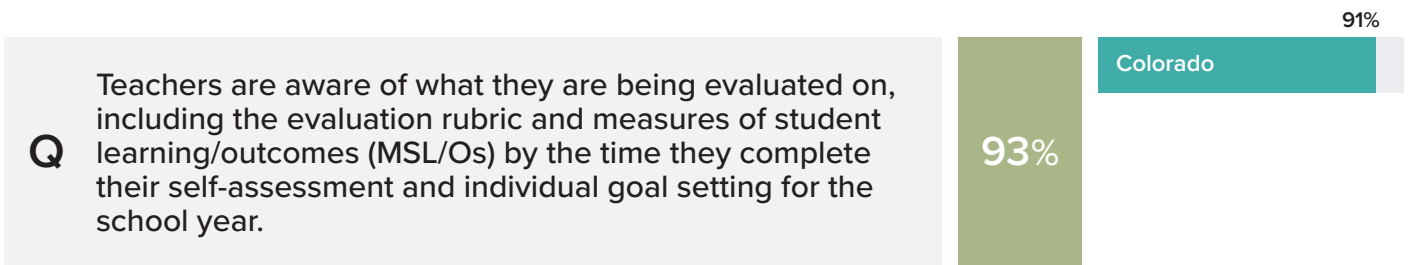 91%
Q
Teachers are aware of what they are being evaluated on,
including the evaluation rubric and measures of student
learning/outcomes (MSL/Os) by the time they complete
their self-assessment and individual goal setting for the
school year.
93%
Colorado